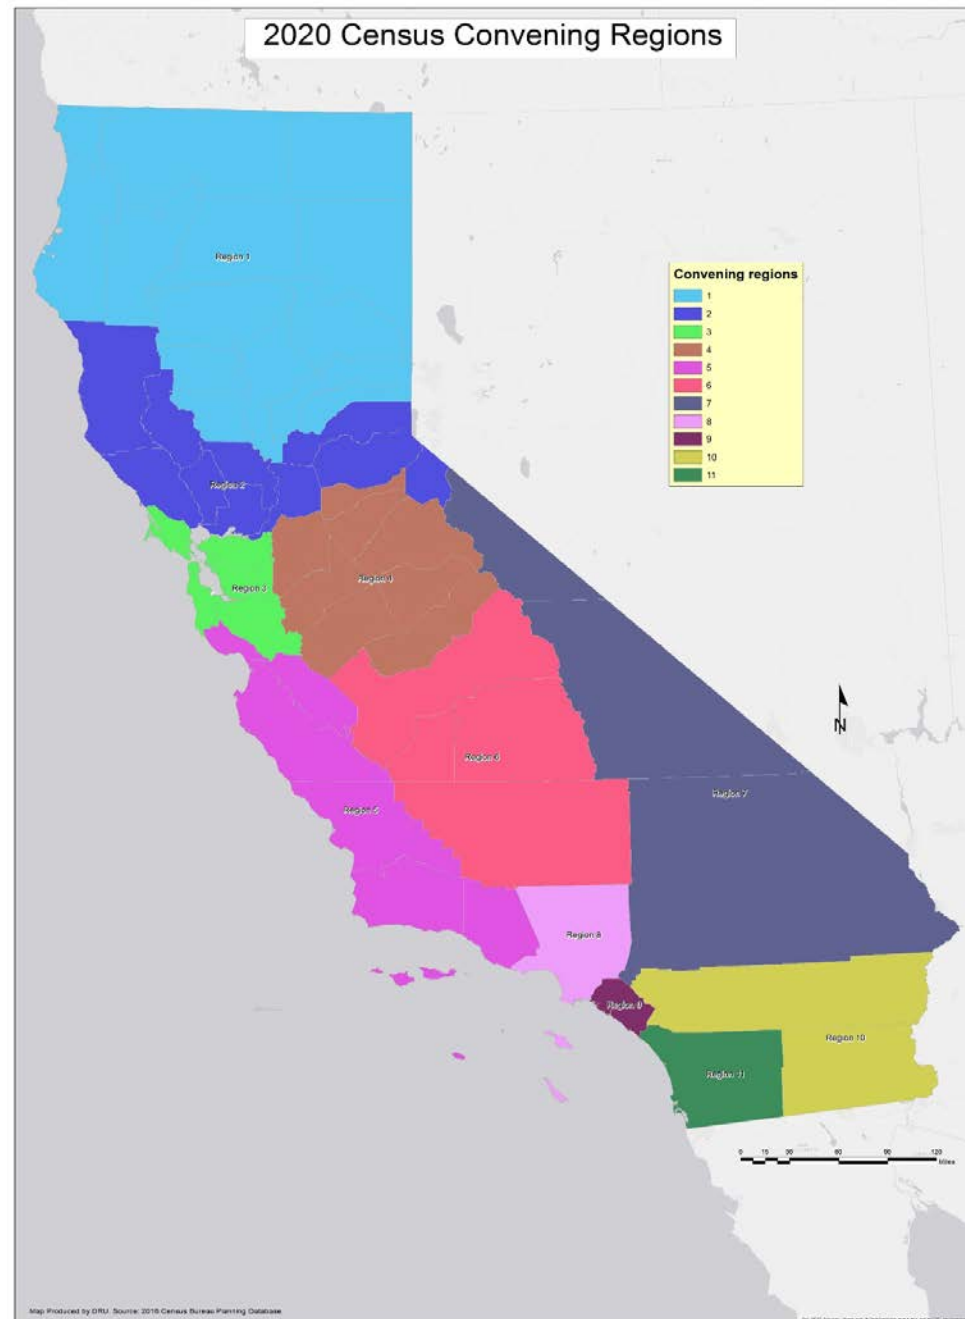 2020 Census Convening Regions
Region 1
Convening regions
1
2
3
4
5
6
7
8
9
10
11
Region 2
Region 3
Region 4
N
Region 6
Region 7
Region 5
Region 8
Region 9
Region 10
Region 11
0 15 30 60 90 120
Miles
Map Produced by DRU. Source: 2016 Census Bureau Planning Database